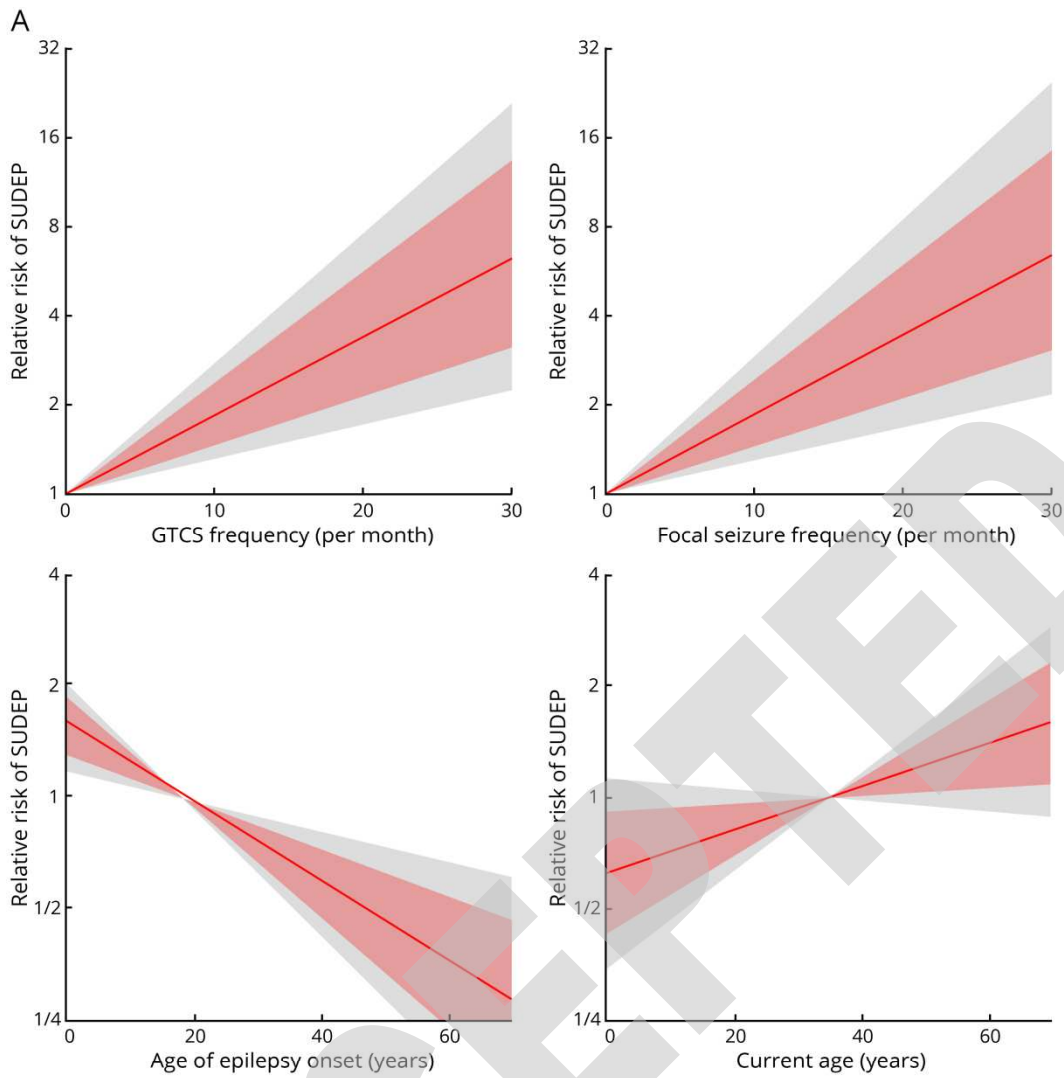 A
32
16
8
4
2
1
Relative risk of SUDEP
0 10 20 30
GTCS frequency (per month)
32
16
8
4
2
1
Relative risk of SUDEP
0 10 20 30
Focal seizure frequency (per month)
4
2
1
1/2
1/4
Relative risk of SUDEP
0 20 40 60
Age of epilepsy onset (years)
4
2
1
1/2
1/4
Relative risk of SUDEP
0 20 40 60
Current age (years)